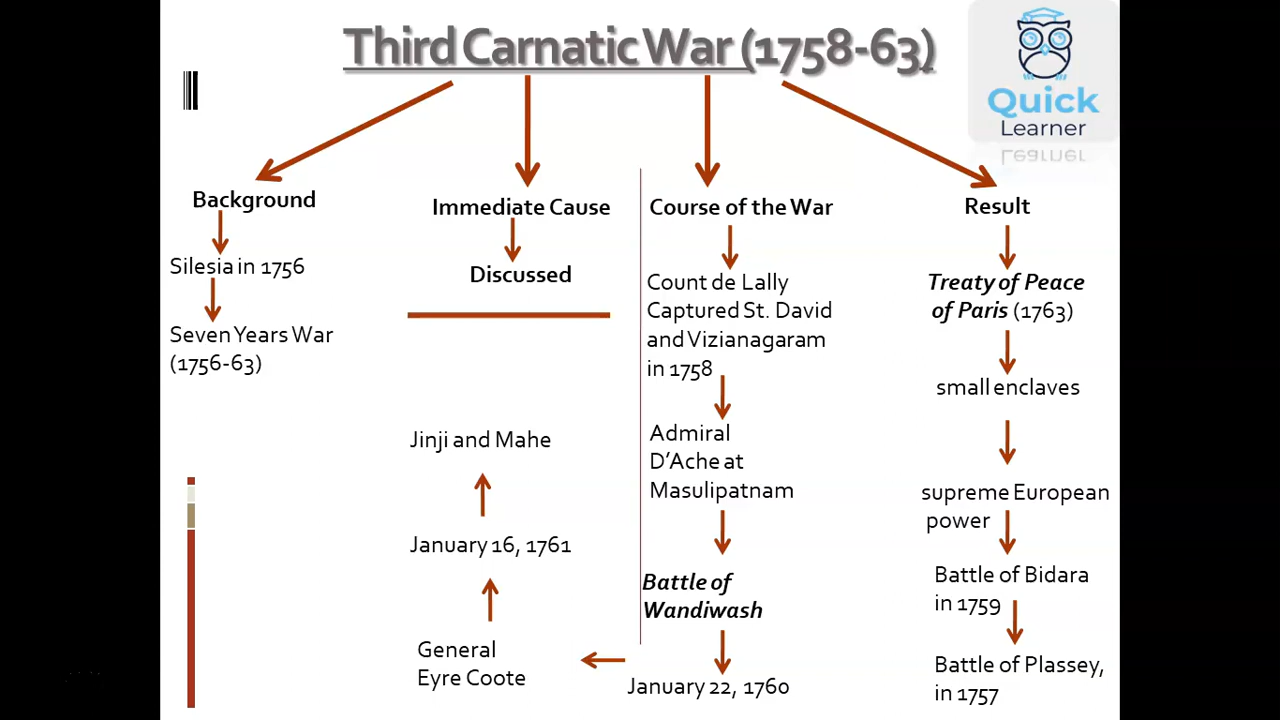 Third Carnatic War (1758-63)
Quick
Learner
Background
Silesia in 1756
Seven Years War
(1756-63)
Immediate Cause
Discussed
Course of the War
Count de Lally
Captured St. David
and Vizianagaram
in 1758
Admiral
D’Ache at
Masulipatnam
Battle of
Wandiwash
January 22, 1760
General
Eyre Coote
January 16, 1761
Jinji and Mahe
Result
Treaty of Peace
of Paris (1763)
small enclaves
supreme European
power
Battle of Bidara
in 1759
Battle of Plassey,
in 1757